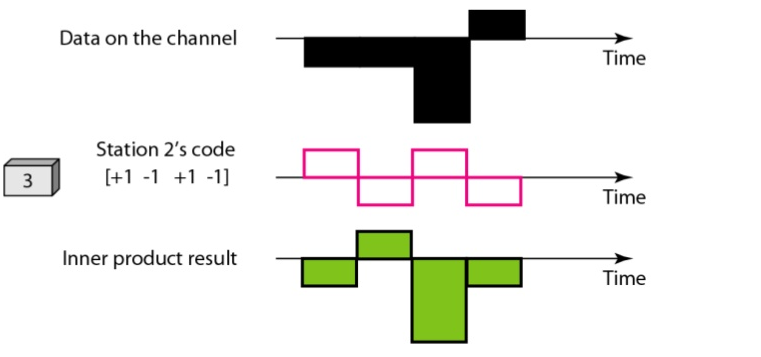 Data on the channel
Time
Station 2's code
[+1 -1 +1 -1]
3
Time
Inner product result
Time